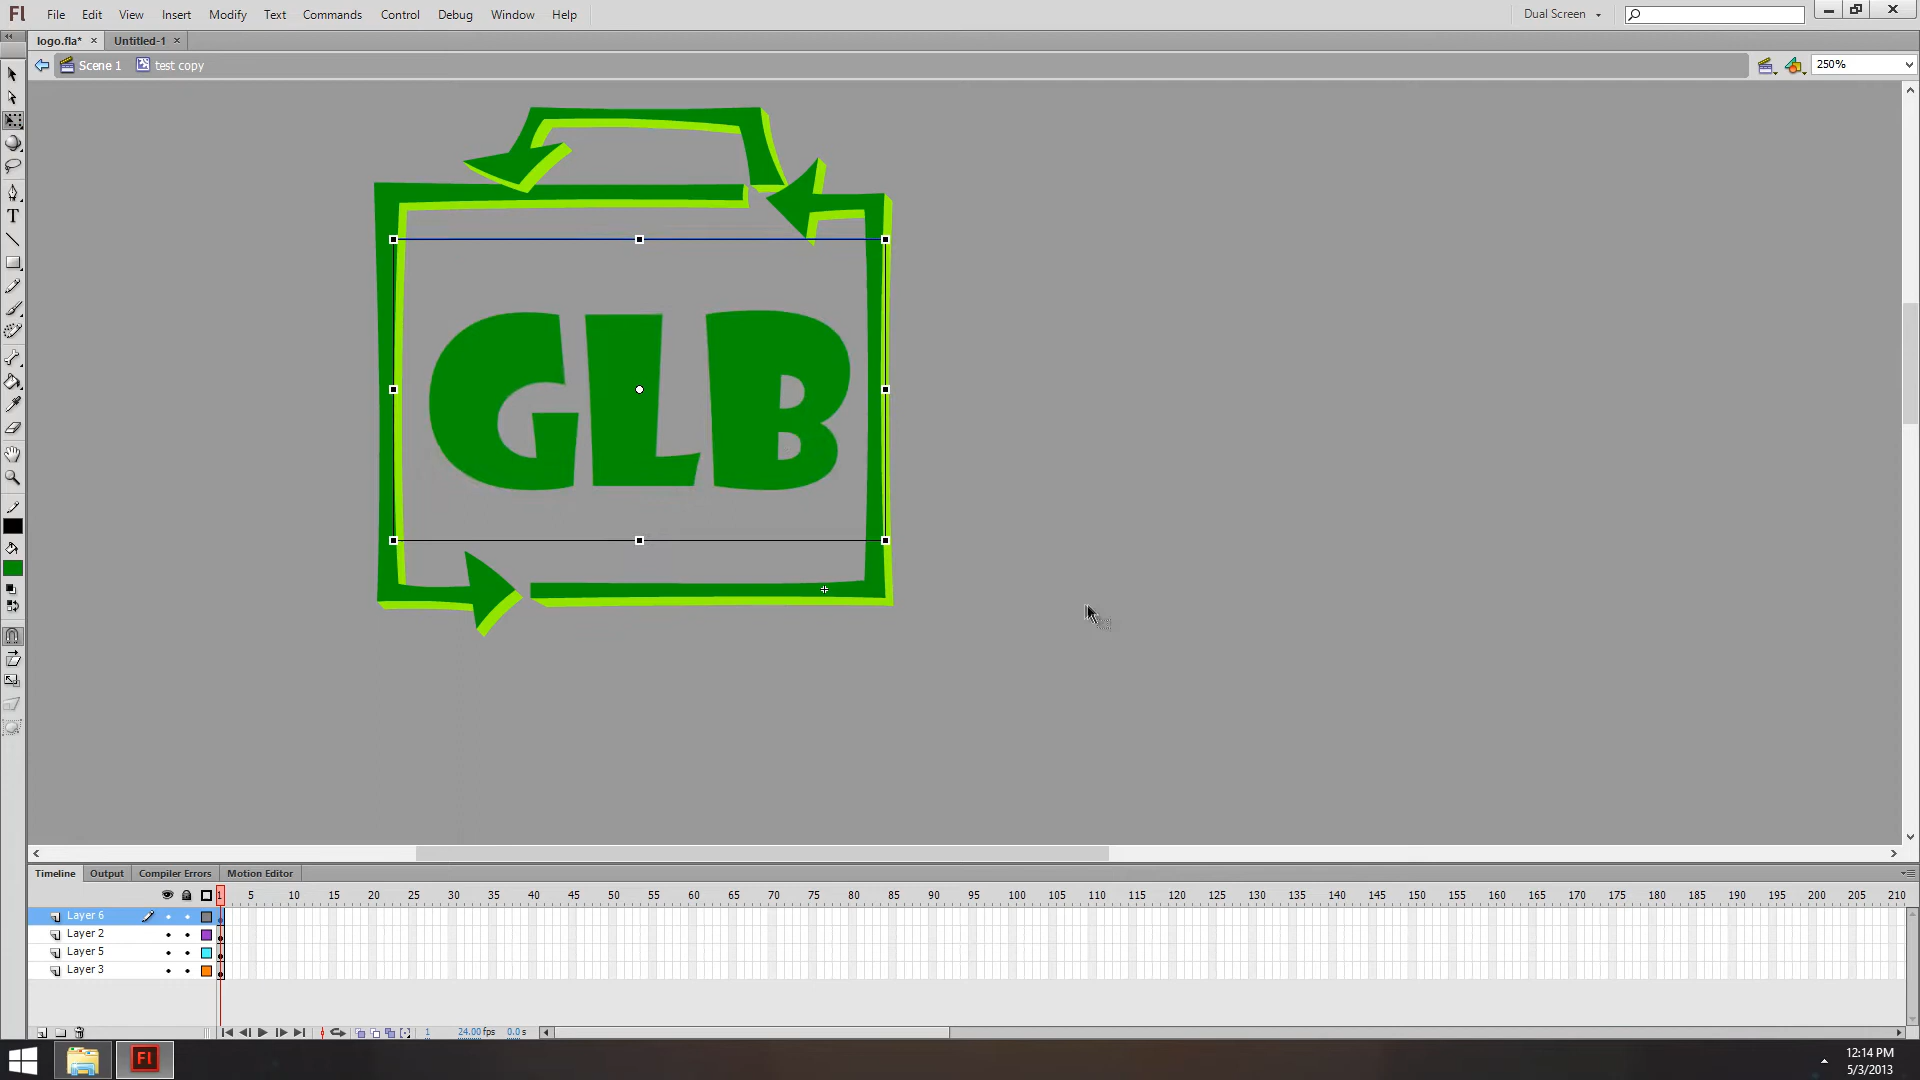 Fl File Edit View Insert Modify Text Commands Control Debug Window Help Dual Screen
logo.fla* Untitled-1
Scene 1 test copy 250%
T
GLB
Timeline Output Compiler Errors Motion Editor
1 5 10 15 20 25 30 35 40 45 50 55 60 65 70 75 80 85 90 95 100 105 110 115 120 125 130 135 140 145 150 155 160 165 170 175 180 185 190 195 200 205 210
Layer 6
Layer 2
Layer 5
Layer 3
1 24.00 fps 0.0 s
Fl
12:14 PM
5/3/2013